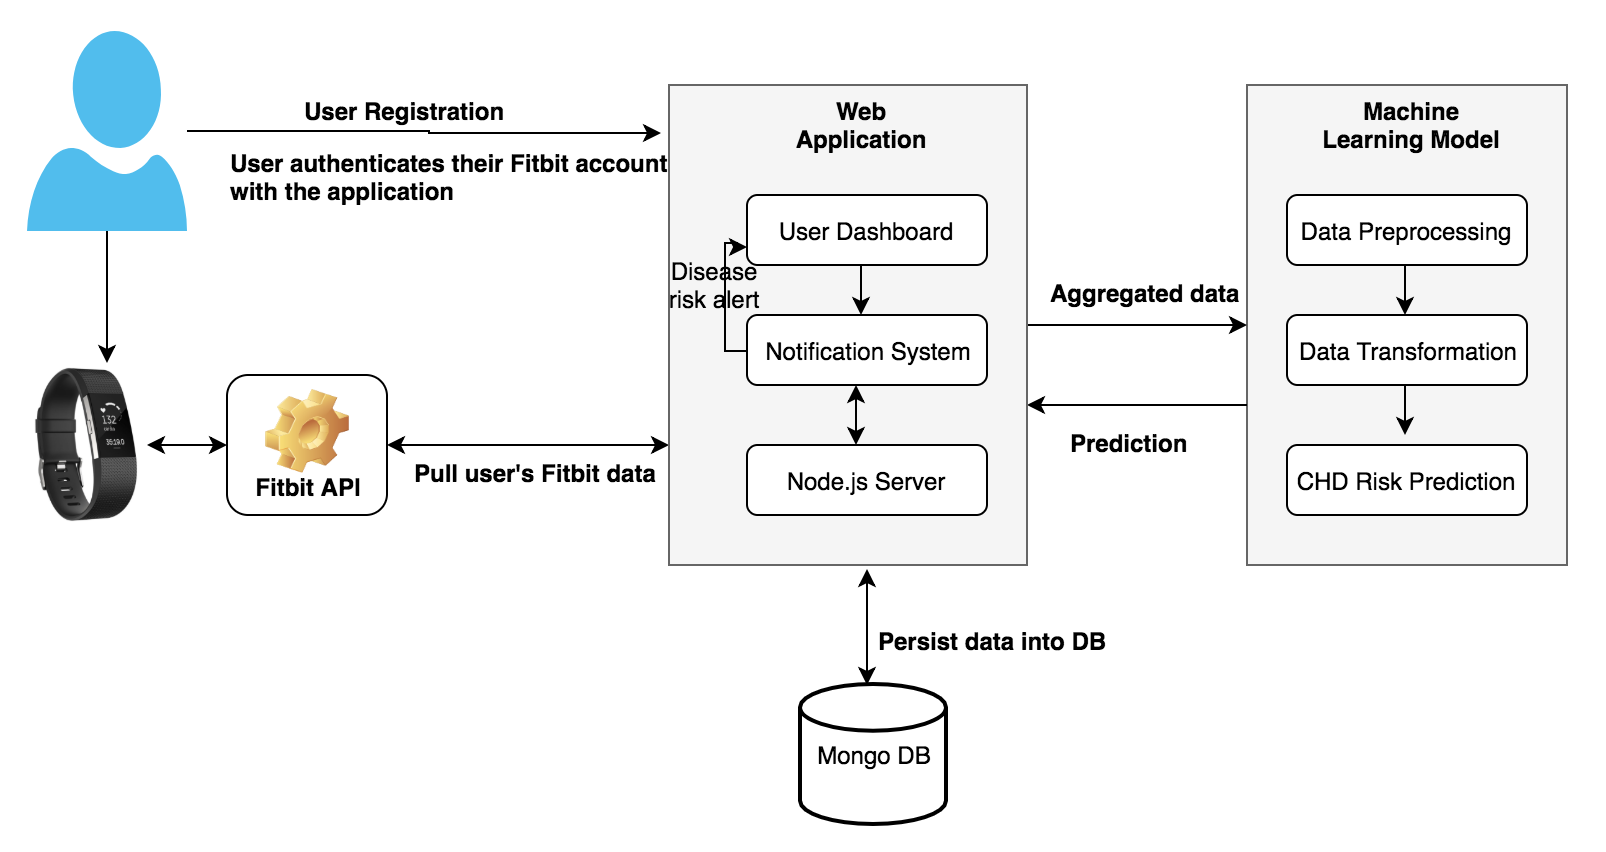 User Registration
User authenticates their Fitbit account
with the application
Web
Application
User Dashboard
Disease
risk alert
Notification System
Node.js Server
Machine
Learning Model
Data Preprocessing
Data Transformation
CHD Risk Prediction
Aggregated data
Prediction
132
Fitbit API
Pull user's Fitbit data
Persist data into DB
Mongo DB